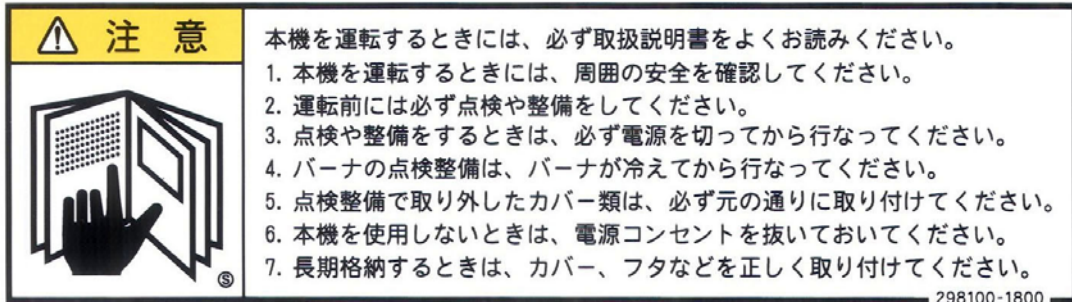 注 意
本機を運転するときには、必ず取扱説明書をよくお読みください。
1. 本機を運転するときには、周囲の安全を確認してください。
2. 運転前には必ず点検や整備をしてください。
3. 点検や整備をするときは、必ず電源を切ってから行なってください。
4. バーナの点検整備は、バーナが冷えてから行なってください。
5. 点検整備で取り外したカバー類は、必ず元の通りに取り付けてください。
6. 本機を使用しないときは、電源コンセントを抜いておいてください。
7. 長期格納するときは、カバー、フタなどを正しく取り付けてください。
Ⓢ
298100-1800